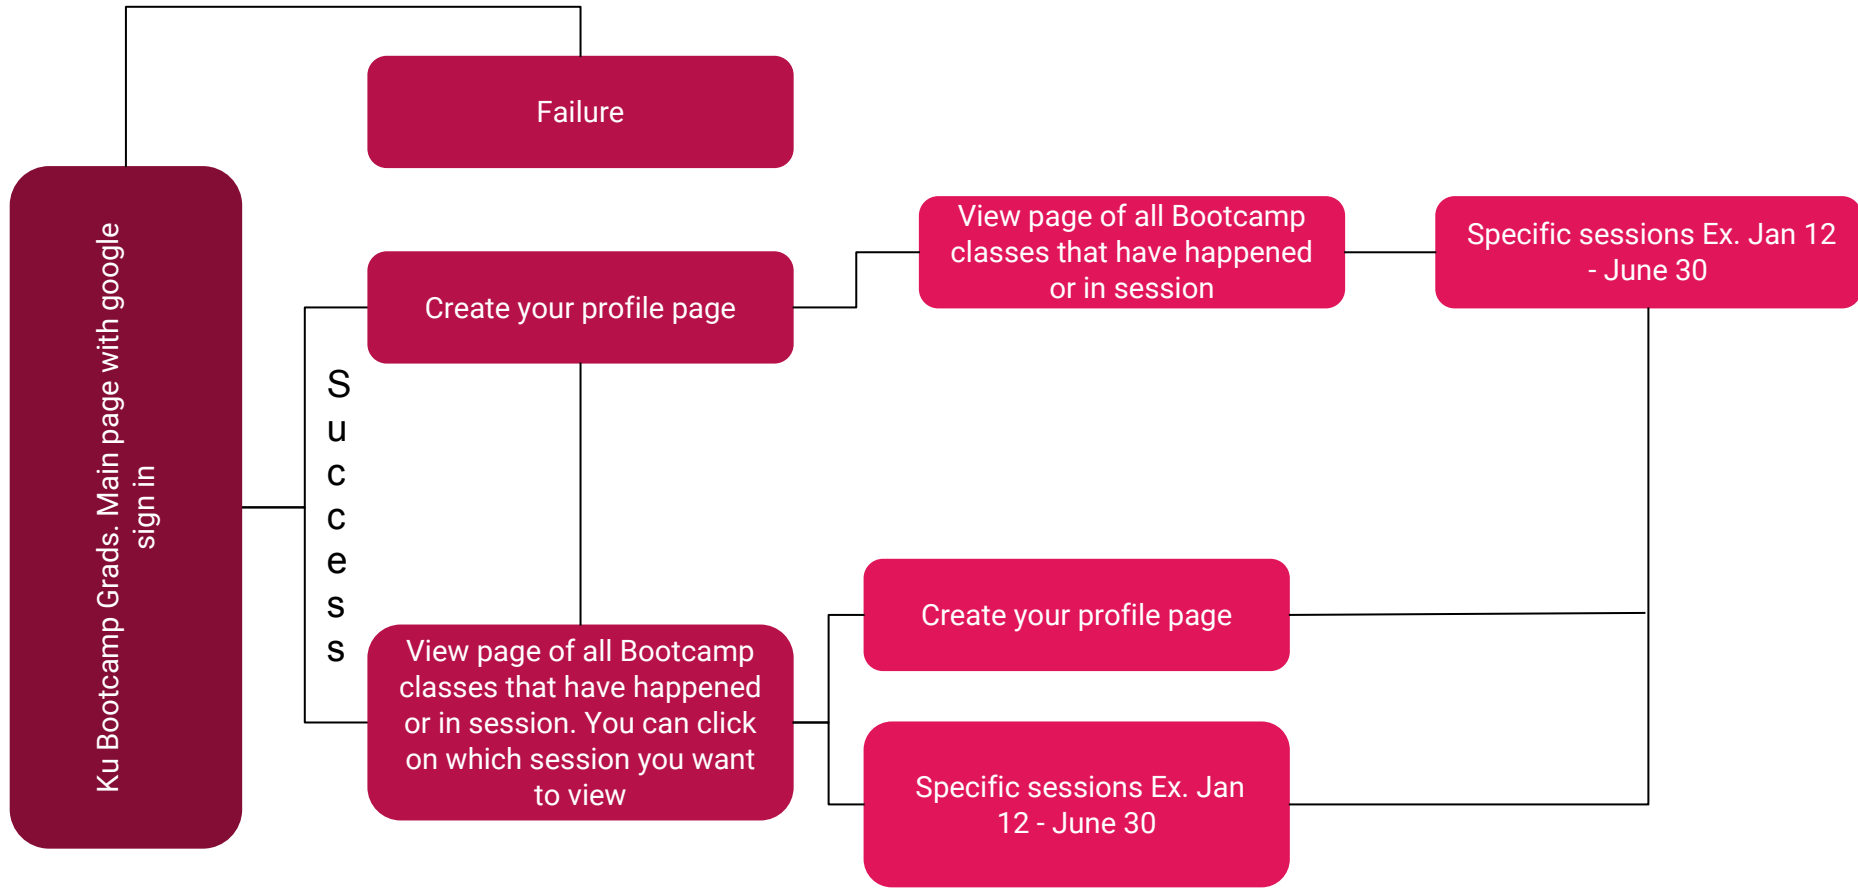 Ku Bootcamp Grads. Main page with google
sign in
Failure
Success
Create your profile page
View page of all Bootcamp
classes that have happened
or in session
Specific sessions Ex. Jan 12
- June 30
View page of all Bootcamp
classes that have happened
or in session. You can click
on which session you want
to view
Create your profile page
Specific sessions Ex. Jan
12 - June 30